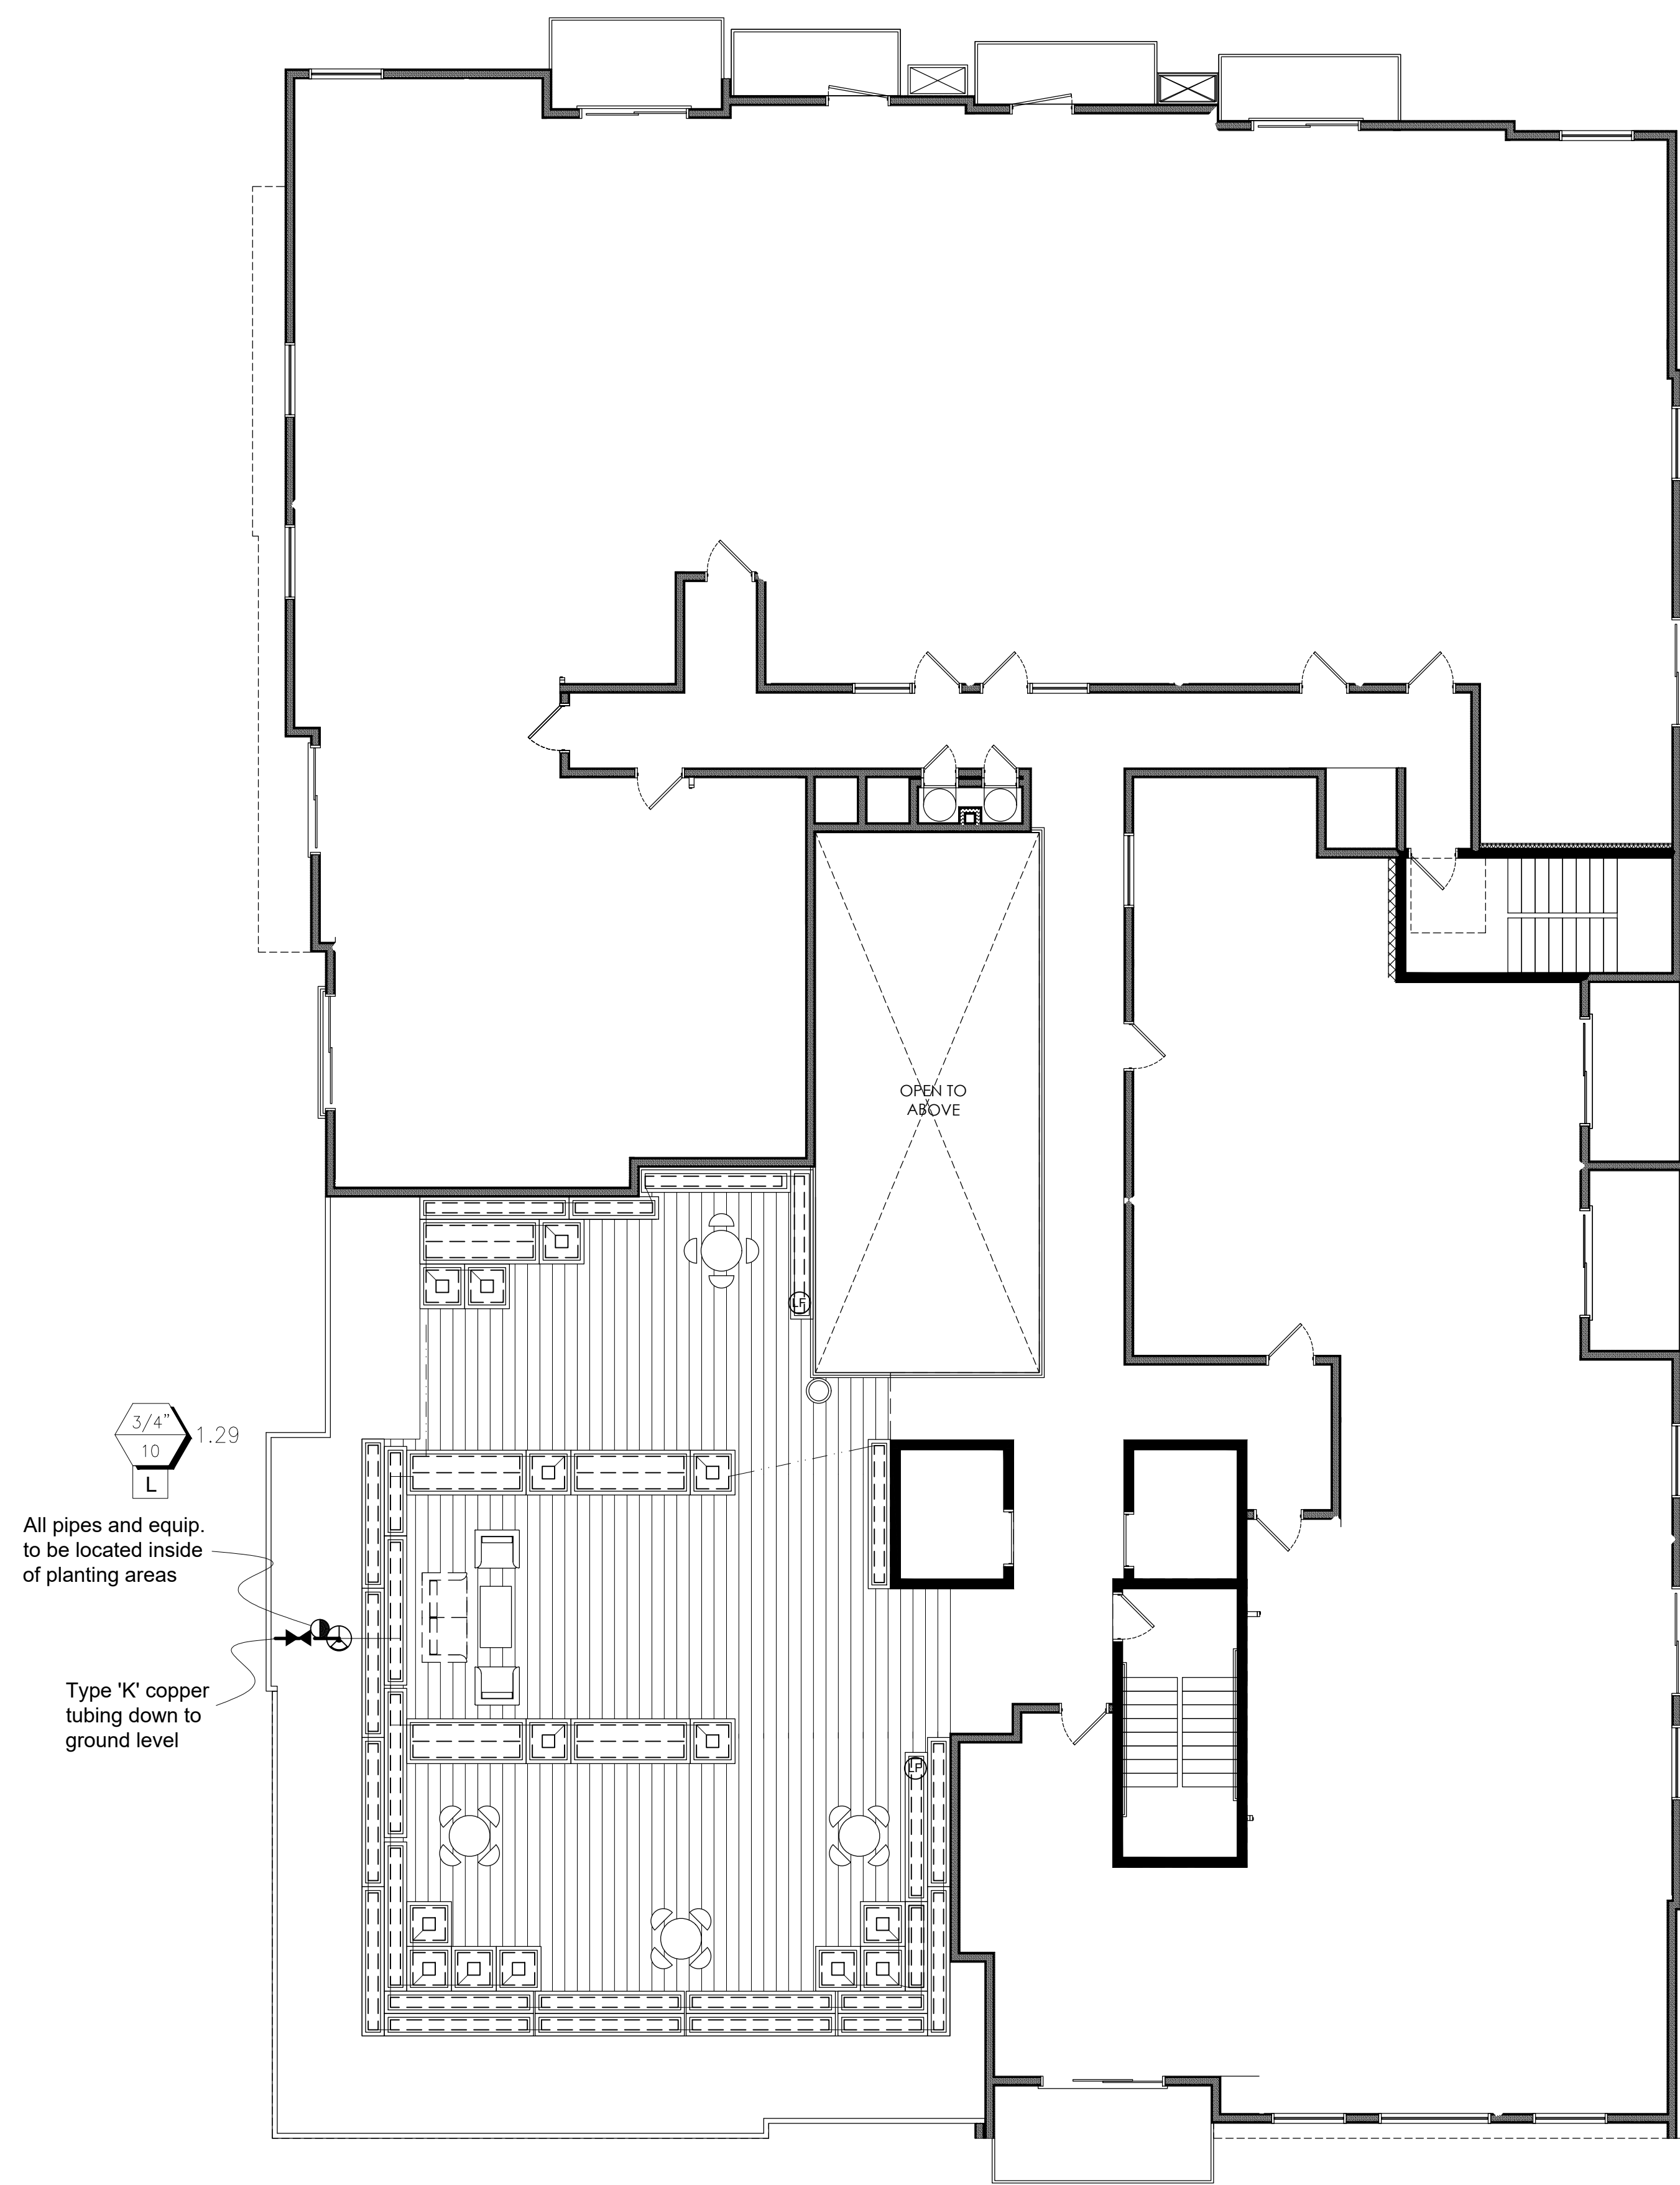 OPEN TO
ABOVE
LF
3/4"
10
1.29
L
All pipes and equip.
to be located inside
of planting areas
Type 'K' copper
tubing down to
ground level